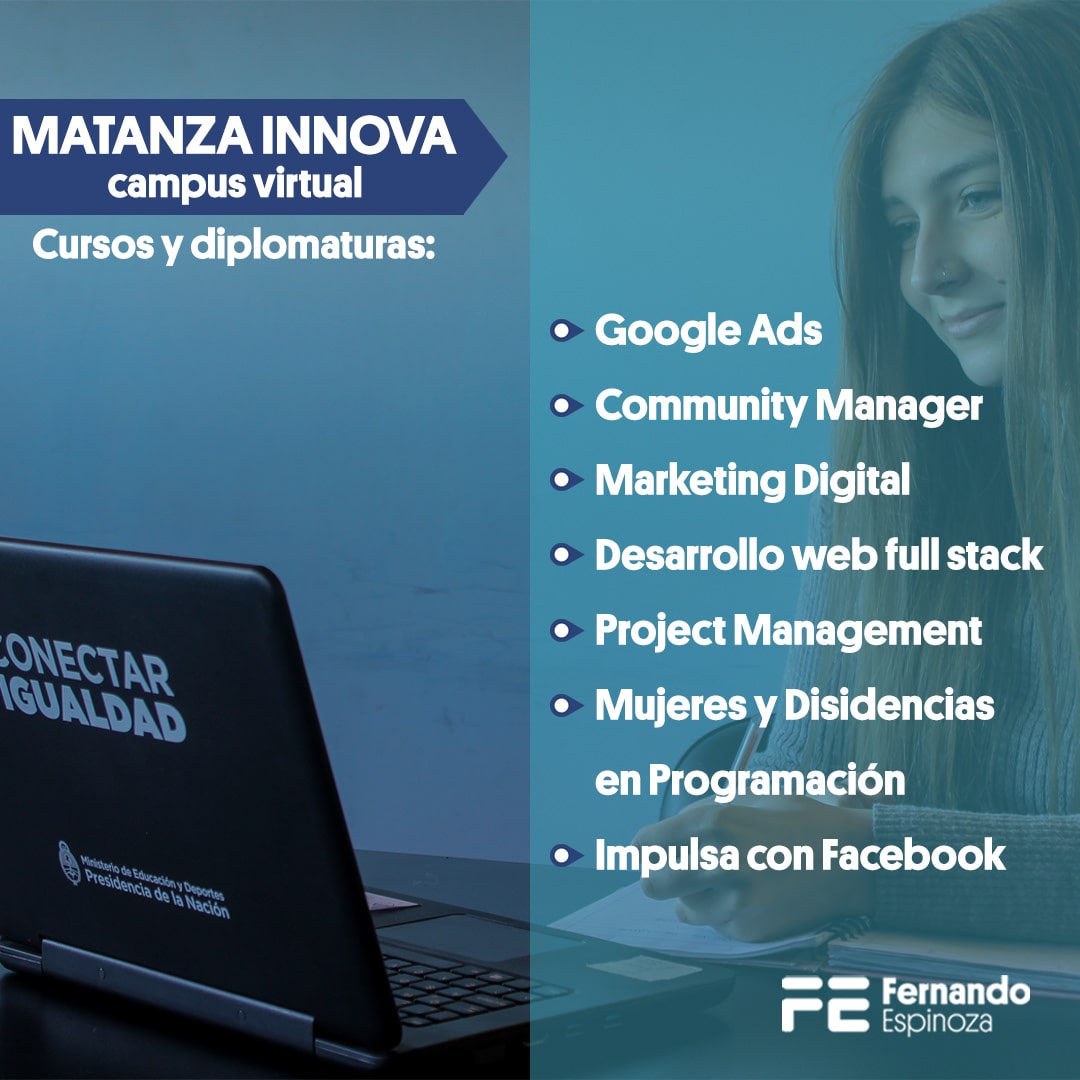 MATANZA INNOVA
campus virtual
Cursos y diplomaturas:
Google Ads
Community Manager
Marketing Digital
Desarrollo web full stack
Project Management
Mujeres y Disidencias
en Programación
Impulsa con Facebook
CONECTAR
IGUALDAD
Ministerio de Educación y Deportes
Presidencia de la Nación
FE Fernando
Espinoza